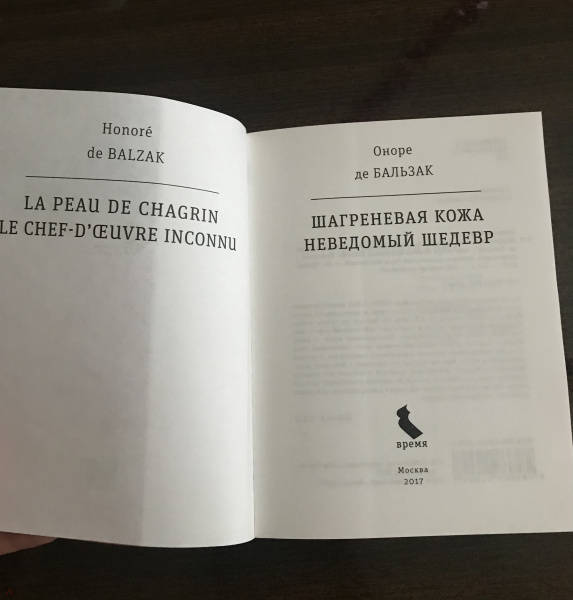 Honoré
de BALZAK
LA PEAU DE CHAGRIN
LE CHEF-D'ŒUVRE INCONNU
Оноре
де БАЛЬЗАК
ШАГРЕНЕВАЯ КОЖА
НЕВЕДОМЫЙ ШЕДЕВР
время
Москва
2017